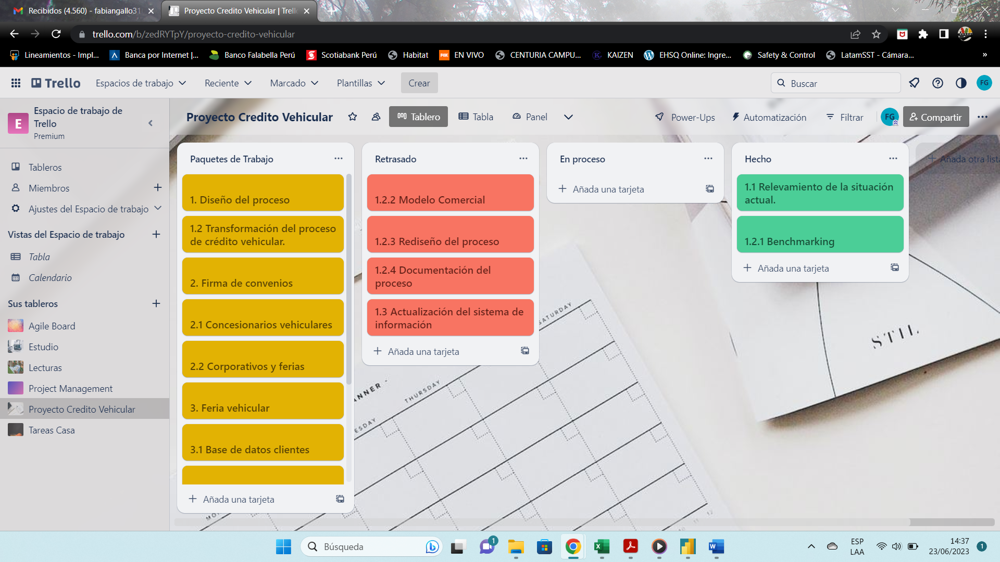 Recibidos (4.560) - fabiangallo31
Proyecto Credito Vehicular | Trello
trello.com/b/zedRYTpY/proyecto-credito-vehicular
Lineamientos - Impl...
Banca por Internet |...
Banco Falabella Perú
Scotiabank Perú
Habitat
EN VIVO
CENTURIA CAMPU...
KAIZEN
EHSQ Online: Ingre...
Safety & Control
LatamSST - Cámara...
»
Trello
Espacios de trabajo
Reciente
Marcado
Plantillas
Crear
Buscar
FG
E
Espacio de trabajo de
Trello
Premium
Tableros
Miembros
Ajustes del Espacio de trabajo
Vistas del Espacio de trabajo
Tabla
Calendario
Sus tableros
Agile Board
Estudio
Lecturas
Project Management
Proyecto Credito Vehicular
Tareas Casa
Proyecto Credito Vehicular
Tablero
Tabla
Panel
Power-Ups
Automatización
Filtrar
FG
Compartir
Paquetes de Trabajo
1. Diseño del proceso
1.2 Transformación del proceso
de crédito vehicular.
2. Firma de convenios
2.1 Concesionarios vehiculares
2.2 Corporativos y ferias
3. Feria vehicular
3.1 Base de datos clientes
Añada una tarjeta
Retrasado
1.2.2 Modelo Comercial
1.2.3 Rediseño del proceso
1.2.4 Documentación del
proceso
1.3 Actualización del sistema de
información
Añada una tarjeta
En proceso
Añada una tarjeta
Hecho
1.1 Relevamiento de la situación
actual.
1.2.1 Benchmarking
Añada una tarjeta
Añada otra lista
SATURDAY
THURSDAY
STIL
Búsqueda
1
ESP
LAA
14:37
23/06/2023
1